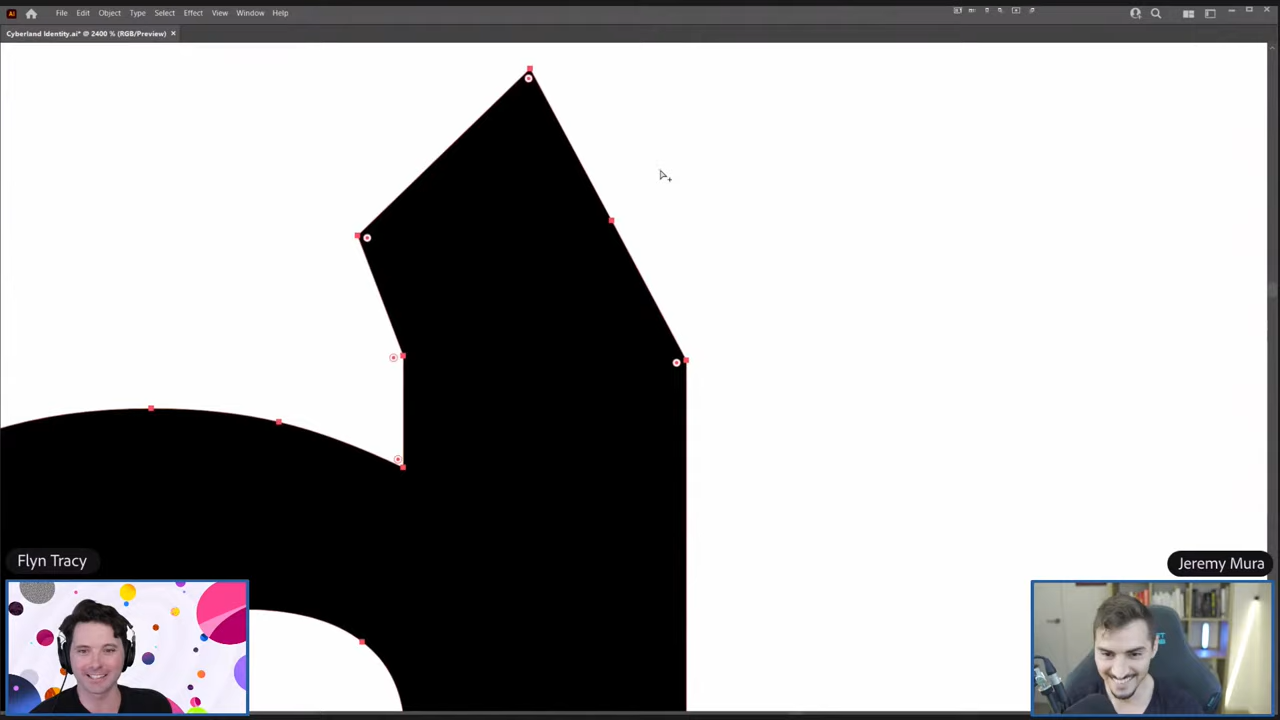 Ai File Edit Object Type Select Effect View Window Help
Cyberland Identity.ai* @ 2400 % (RGB/Preview) ×
Flyn Tracy
Jeremy Mura